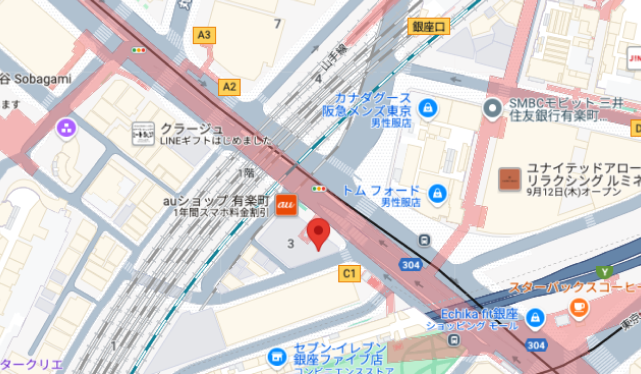 7
A3
銀座口
山手線
4
A2
谷 Sobagami
カナダグース
阪急メンズ東京
男性服店
SMBCモビット 三井
住友銀行有楽町...
ます
クラージュ
LINEギフトはじめました
1階
ユナイテッドアロー
リラクシング ルミネ
9月12日(木)オープン
auショップ 有楽町
1年間スマホ料金割引
au
トム フォード
男性服店
3
C1
304
Y
スターバックスコーヒー
Echika fit銀座
ショッピング モール
304
東京
セブン-イレブン
銀座ファイブ店
コンビニエンスストア
1
タークリエ